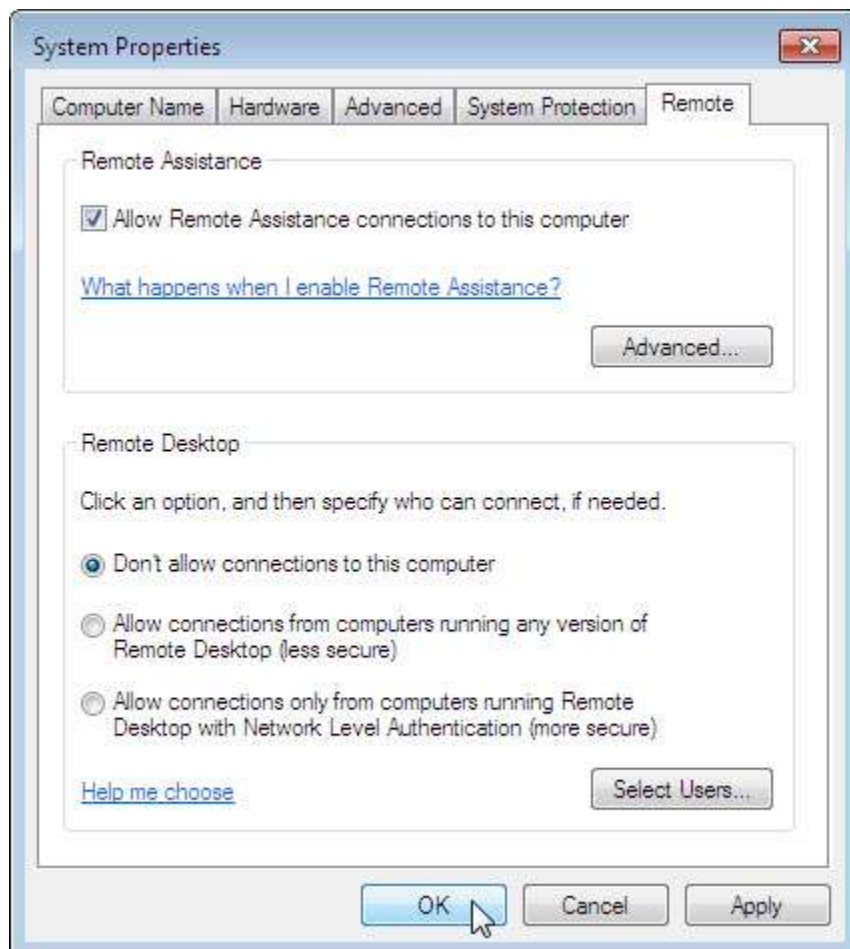 System Properties
Computer Name Hardware Advanced System Protection Remote
Remote Assistance
Allow Remote Assistance connections to this computer
What happens when I enable Remote Assistance?
Advanced...
Remote Desktop
Click an option, and then specify who can connect, if needed.
Don't allow connections to this computer
Allow connections from computers running any version of
Remote Desktop (less secure)
Allow connections only from computers running Remote
Desktop with Network Level Authentication (more secure)
Help me choose Select Users...
OK Cancel Apply